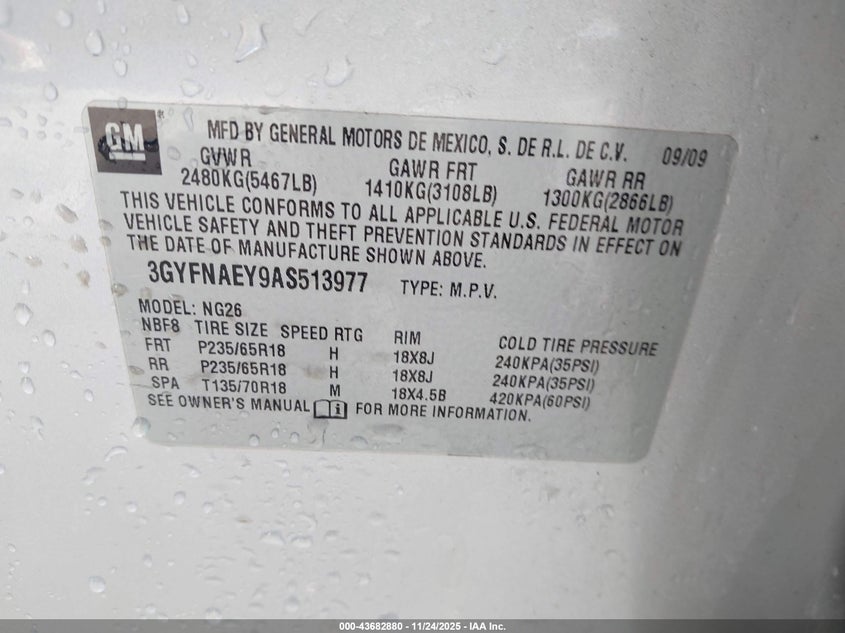 GM
MFD BY GENERAL MOTORS DE MEXICO, S. DE R.L. DE C.V. 09/09
GVWR GAWR FRT GAWR RR
2480KG(5467LB) 1410KG(3108LB) 1300KG(2866LB)
THIS VEHICLE CONFORMS TO ALL APPLICABLE U.S. FEDERAL MOTOR
VEHICLE SAFETY AND THEFT PREVENTION STANDARDS IN EFFECT ON
THE DATE OF MANUFACTURE SHOWN ABOVE.
3GYFNAEY9AS513977 TYPE: M.P.V.
MODEL: NG26
NBF8 TIRE SIZE SPEED RTG RIM COLD TIRE PRESSURE
FRT P235/65R18 H 18X8J 240KPA(35PSI)
RR P235/65R18 H 18X8J 240KPA(35PSI)
SPA T135/70R18 M 18X4.5B 420KPA(60PSI)
SEE OWNER'S MANUAL i FOR MORE INFORMATION.
000-43682880 - 11/24/2025 - IAA Inc.